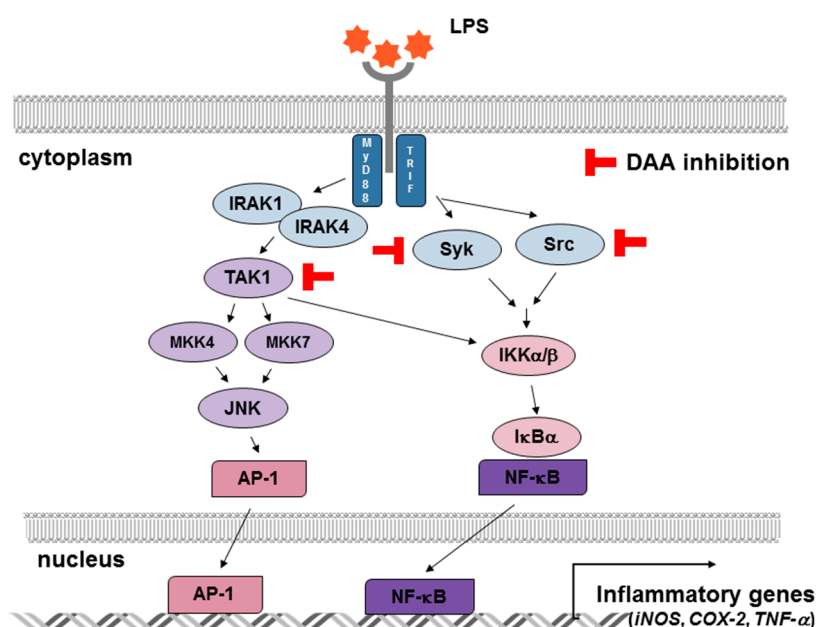 LPS
cytoplasm
MyD88
TRIF
DAA inhibition
IRAK1
IRAK4
Syk
Src
TAK1
MKK4
MKK7
IKKα/β
JNK
IκBα
AP-1
NF-κB
nucleus
AP-1
NF-κB
Inflammatory genes
(iNOS, COX-2, TNF-α)